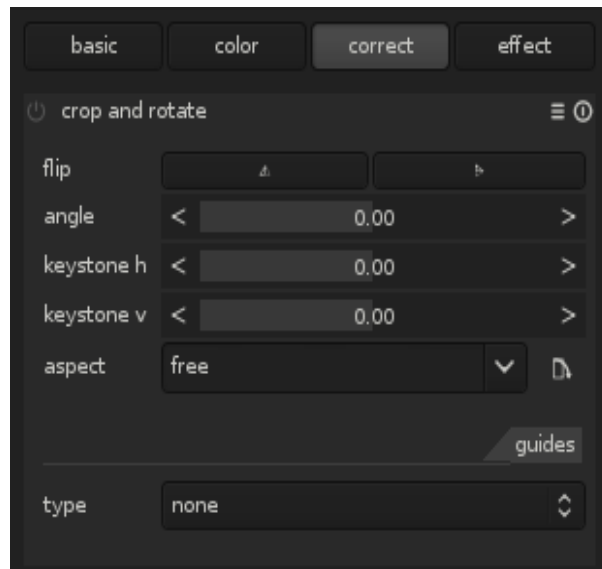 basic color correct effect
crop and rotate
flip
angle < 0.00 >
keystone h < 0.00 >
keystone v < 0.00 >
aspect free
guides
type none